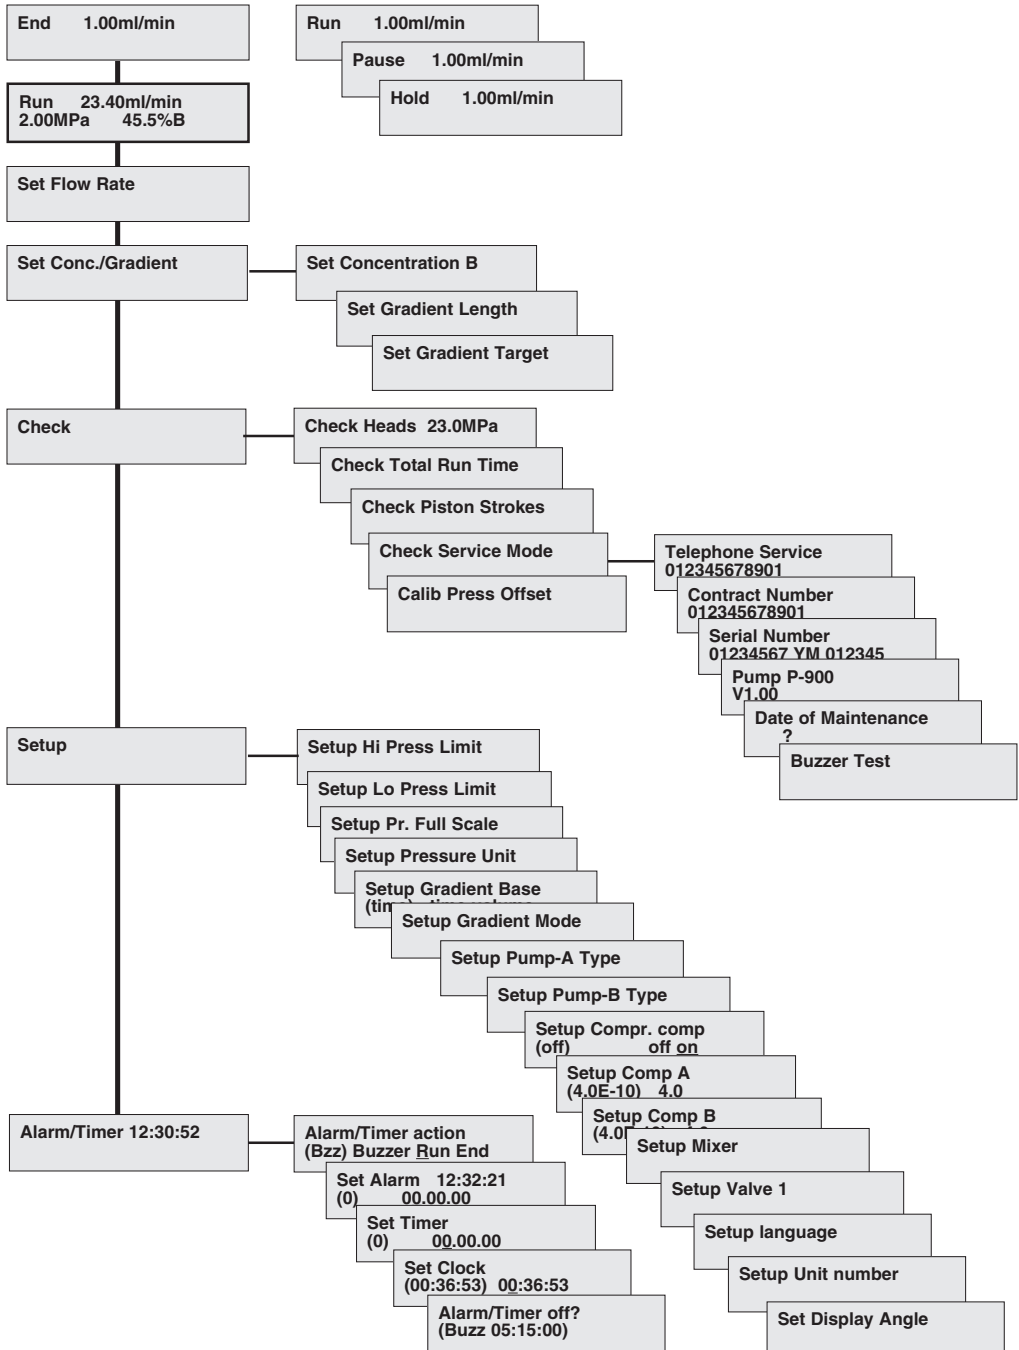 End 1.00ml/min
Run 23.40ml/min
2.00MPa 45.5%B
Run 1.00ml/min
Pause 1.00ml/min
Hold 1.00ml/min
Set Flow Rate
Set Conc./Gradient
Set Concentration B
Set Gradient Length
Set Gradient Target
Check
Check Heads 23.0MPa
Check Total Run Time
Check Piston Strokes
Check Service Mode
Calib Press Offset
Telephone Service
012345678901
Contract Number
012345678901
Serial Number
01234567 YM 012345
Pump P-900
V1.00
Date of Maintenance
?
Buzzer Test
Setup
Setup Hi Press Limit
Setup Lo Press Limit
Setup Pr. Full Scale
Setup Pressure Unit
Setup Gradient Base
(time) time volume
Setup Gradient Mode
Setup Pump-A Type
Setup Pump-B Type
Setup Compr. comp
(off) off on
Setup Comp A
(4.0E-10) 4.0
Setup Comp B
Setup Mixer
Setup Valve 1
Setup language
Setup Unit number
Set Display Angle
Alarm/Timer 12:30:52
Alarm/Timer action
(Bzz) Buzzer Run End
Set Alarm 12:32:21
(0) 00.00.00
Set Timer
(0) 00.00.00
Set Clock
(00:36:53) 00:36:53
Alarm/Timer off?
(Buzz 05:15:00)